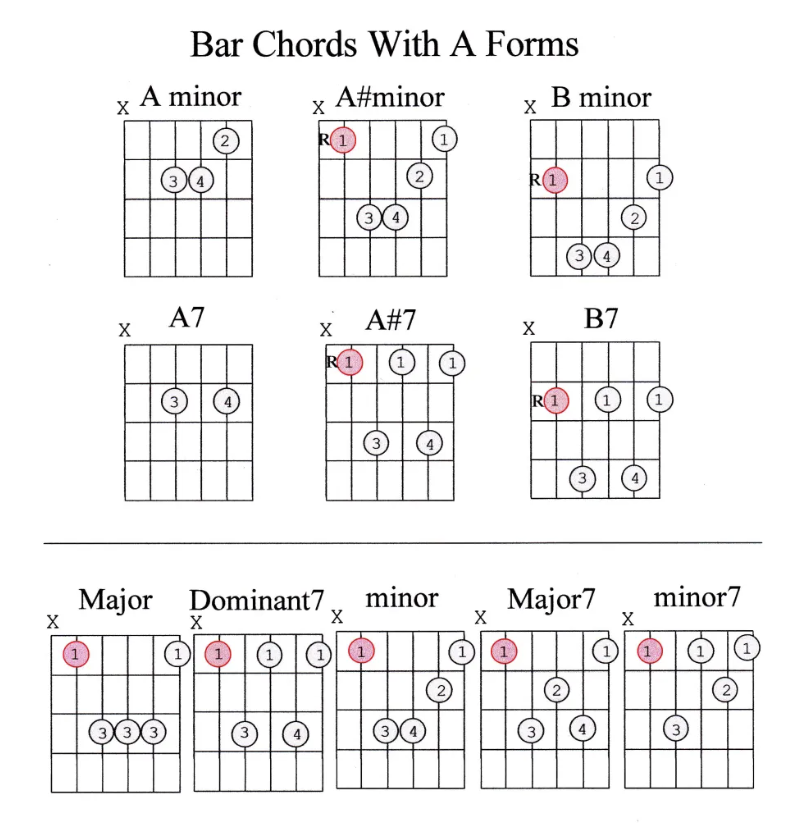 Bar Chords With A Forms
X A minor X A#minor X B minor
2 R 1 1
3 4 2 R 1 1
3 4 2
3 4
X A7 X A#7 X B7
R 1 1 1
3 4 R 1 1 1
3 4
3 4
Major Dominant7 minor Major7 minor7
X X X X X
1 1 1 1 1 1 1 1 1 1 1 1
2 2 2
3 3 3 3 4 3 4 3 4 3